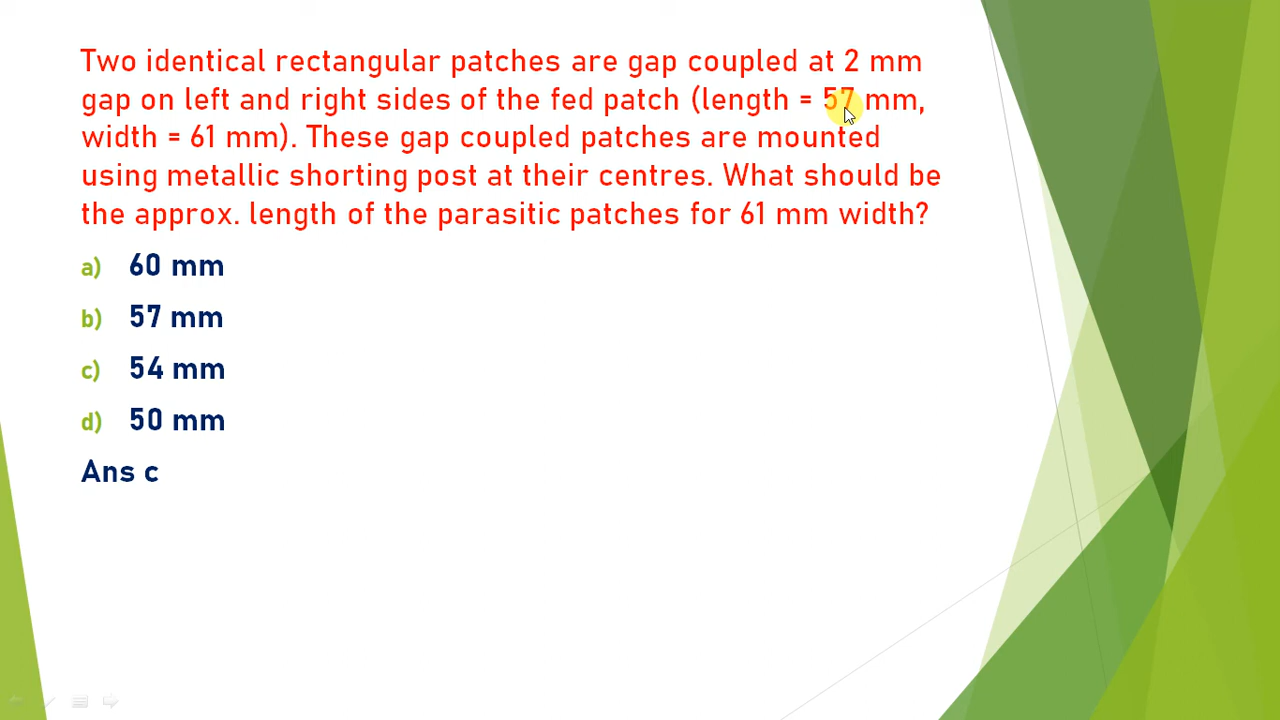 Two identical rectangular patches are gap coupled at 2 mm
gap on left and right sides of the fed patch (length = 57 mm,
width = 61 mm). These gap coupled patches are mounted
using metallic shorting post at their centres. What should be
the approx. length of the parasitic patches for 61 mm width?
a) 60 mm
b) 57 mm
c) 54 mm
d) 50 mm
Ans c